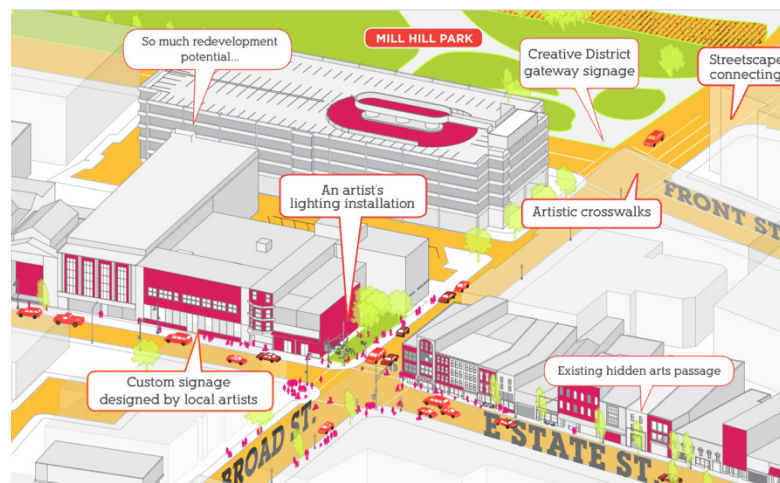 So much redevelopment
potential...
MILL HILL PARK
Creative District
gateway signage
Streetscape
connecting
An artist's
lighting installation
Artistic crosswalks
FRONT ST
Existing hidden arts passage
Custom signage
designed by local artists
BROAD ST.
E STATE ST